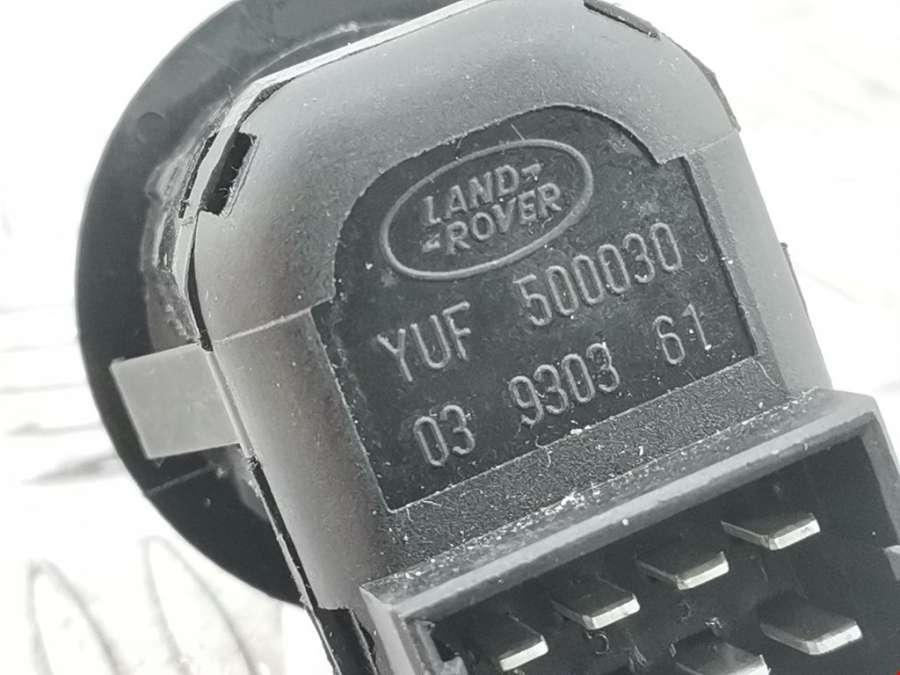 LAND-
-ROVER
YUF 500030
03 9303 61